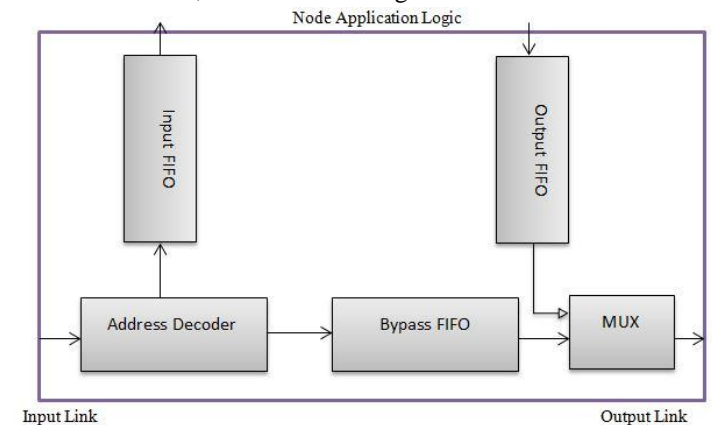 Node Application Logic
Input FIFO
Output FIFO
Address Decoder
Bypass FIFO
MUX
Input Link
Output Link